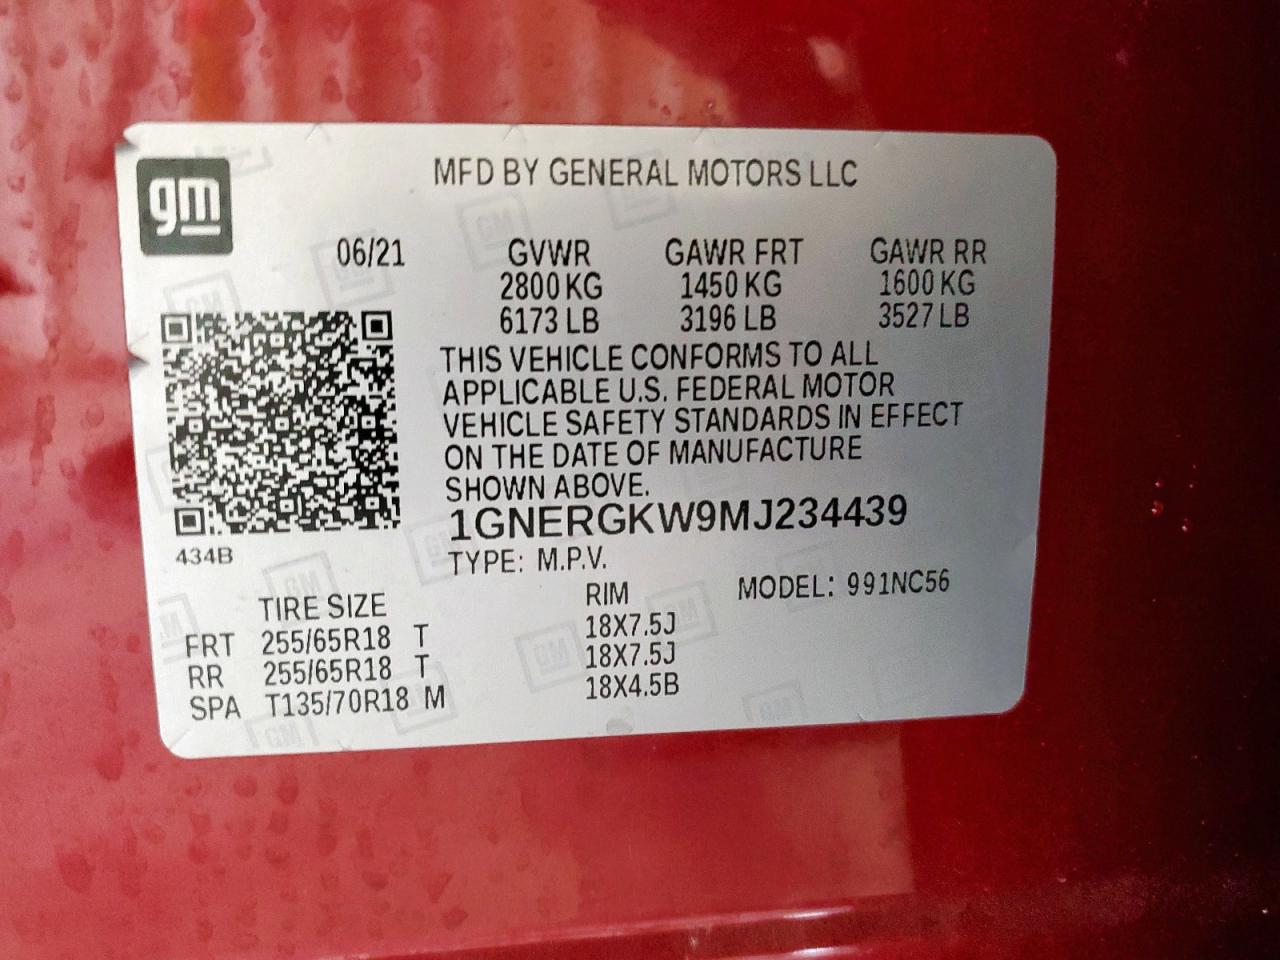 gm
MFD BY GENERAL MOTORS LLC
06/21 GVWR GAWR FRT GAWR RR
2800 KG 1450 KG 1600 KG
6173 LB 3196 LB 3527 LB
THIS VEHICLE CONFORMS TO ALL
APPLICABLE U.S. FEDERAL MOTOR
VEHICLE SAFETY STANDARDS IN EFFECT
ON THE DATE OF MANUFACTURE
SHOWN ABOVE.
1GNERGKW9MJ234439
434B
TYPE: M.P.V.
TIRE SIZE RIM MODEL: 991NC56
FRT 255/65R18 T 18X7.5J
RR 255/65R18 T 18X7.5J
SPA T135/70R18 M 18X4.5B